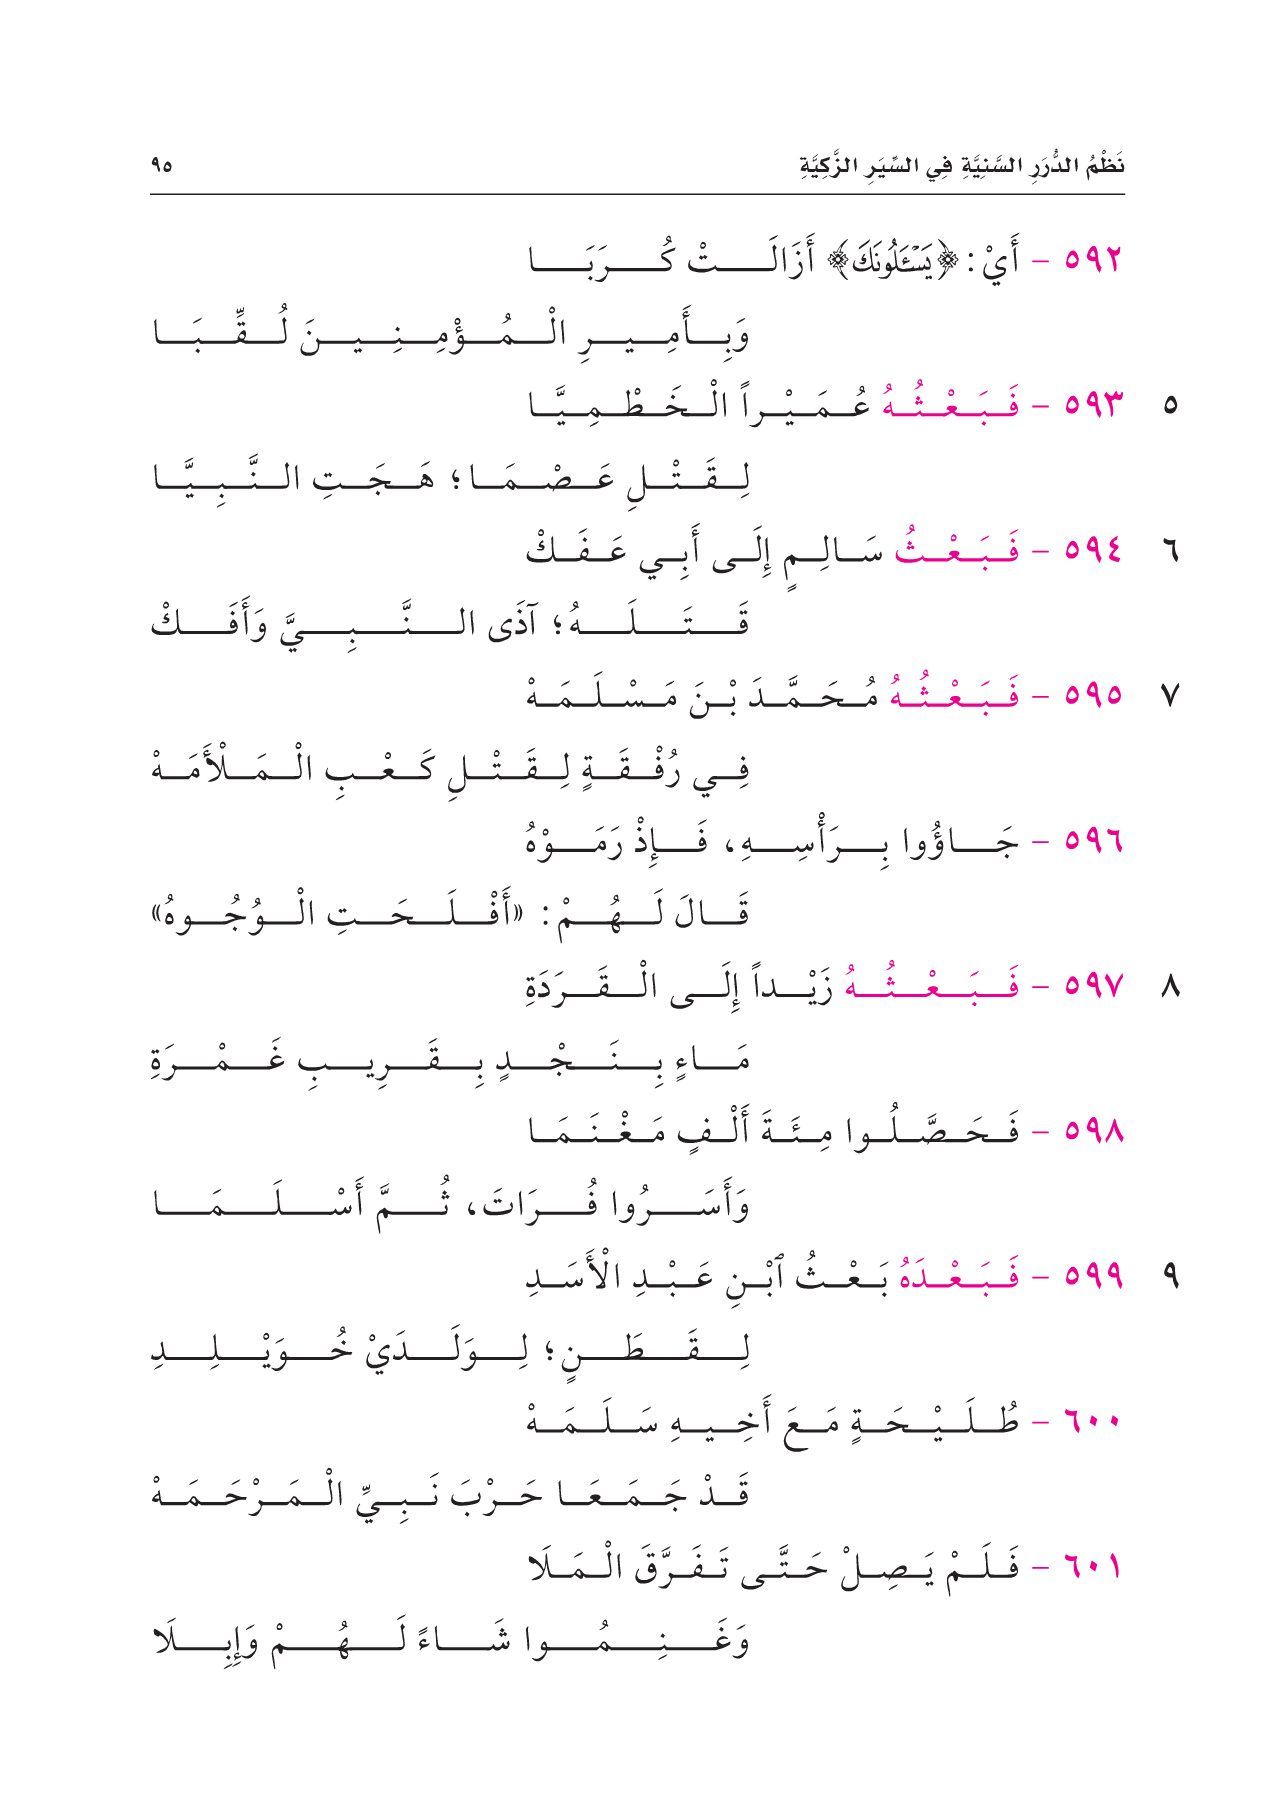 نَظْمُ الدُّرَرِ السَّنِيَّةِ فِي السِّيَرِ الزَّكِيَّةِ ٩٥
٥٩٢ - أَيْ: ﴿يَسْـَٔلُونَكَ﴾ أَزَالَتْ كُرَبَا
وَبِأَمِيرِ الْمُؤْمِنِينَ لُقِّبَا
٥ ٥٩٣ - فَبَعْثُهُ عُمَيْراً الْخَطْمِيَّا
لِقَتْلِ عَصْمَا؛ هَجَتِ النَّبِيَّا
٦ ٥٩٤ - فَبَعْثُ سَالِمٍ إِلَى أَبِي عَفَكْ
قَتَلَهُ؛ آذَى النَّبِيَّ وَأَفَكْ
٧ ٥٩٥ - فَبَعْثُهُ مُحَمَّدَ بْنَ مَسْلَمَهْ
فِي رُفْقَةٍ لِقَتْلِ كَعْبِ الْمَلْأَمَهْ
٥٩٦ - جَاؤُوا بِرَأْسِهِ، فَإِذْ رَمَوْهُ
قَالَ لَهُمْ: «أَفْلَحَتِ الْوُجُوهُ»
٨ ٥٩٧ - فَبَعْثُهُ زَيْداً إِلَى الْقَرَدَةِ
مَاءٍ بِنَجْدٍ بِقَرِيبِ غَمْرَةِ
٥٩٨ - فَحَصَّلُوا مِئَةَ أَلْفٍ مَغْنَمَا
وَأَسَرُوا فُرَاتَ، ثُمَّ أَسْلَمَا
٩ ٥٩٩ - فَبَعْدَهُ بَعْثُ ٱبْنِ عَبْدِ الْأَسَدِ
لِقَطَنٍ؛ لِوَلَدَيْ خُوَيْلِدِ
٦٠٠ - طُلَيْحَةٍ مَعَ أَخِيهِ سَلَمَهْ
قَدْ جَمَعَا حَرْبَ نَبِيِّ الْمَرْحَمَهْ
٦٠١ - فَلَمْ يَصِلْ حَتَّى تَفَرَّقَ الْمَلَا
وَغَنِمُوا شَاءً لَهُمْ وَإِبِلَا